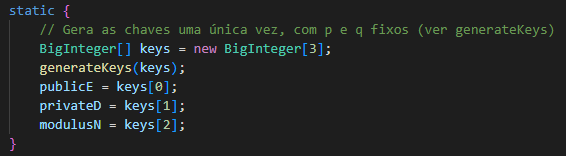 static {
// Gera as chaves uma única vez, com p e q fixos (ver generateKeys)
BigInteger[] keys = new BigInteger[3];
generateKeys(keys);
publicE = keys[0];
privateD = keys[1];
modulusN = keys[2];
}